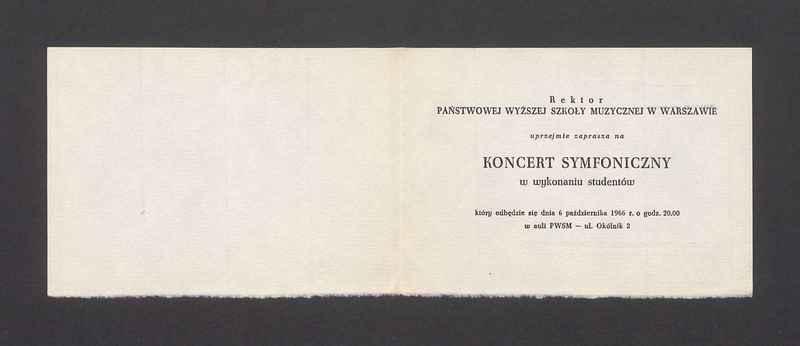 Rektor
PAŃSTWOWEJ WYŻSZEJ SZKOŁY MUZYCZNEJ W WARSZAWIE
uprzejmie zaprasza na
KONCERT SYMFONICZNY
w wykonaniu studentów
który odbędzie się dnia 6 października 1966 r. o godz. 20.00
w auli PWSM — ul. Okólnik 2